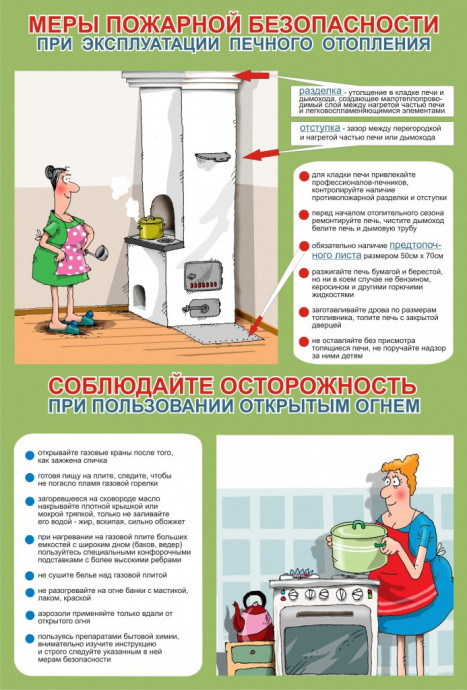 МЕРЫ ПОЖАРНОЙ БЕЗОПАСНОСТИ
ПРИ ЭКСПЛУАТАЦИИ ПЕЧНОГО ОТОПЛЕНИЯ
разделка - утолщение в кладке печи и
дымохода, создающее малотеплопрово-
димый слой между нагретой частью печи
и легковоспламеняющимися элементами
отступка - зазор между перегородкой
и нагретой частью печи или дымохода
для кладки печи привлекайте
профессионалов-печников,
контролируйте наличие
противопожарной разделки и отступки
перед началом отопительного сезона
ремонтируйте печь, чистите дымоход
белите печь и дымовую трубу
обязательно наличие предтопоч-
ного листа размером 50см х 70см
разжигайте печь бумагой и берестой,
но ни в коем случае не бензином,
керосином и другими горючими
жидкостями
заготавливайте дрова по размерам
топливника, топите печь с закрытой
дверцей
не оставляйте без присмотра
топящиеся печи, не поручайте надзор
за ними детям
СОБЛЮДАЙТЕ ОСТОРОЖНОСТЬ
ПРИ ПОЛЬЗОВАНИИ ОТКРЫТЫМ ОГНЕМ
открывайте газовые краны после того,
как зажжена спичка
готовя пищу на плите, следите, чтобы
не погасло пламя газовой горелки
загоревшееся на сковороде масло
накрывайте плотной крышкой или
мокрой тряпкой, только не заливайте
его водой - жир, вскипая, сильно обожжет
при нагревании на газовой плите больших
емкостей с широким дном (баков, ведер)
пользуйтесь специальными конфорочными
подставками с более высокими ребрами
не сушите белье над газовой плитой
не разогревайте на огне банки с мастикой,
лаком, краской
аэрозоли применяйте только вдали от
открытого огня
пользуясь препаратами бытовой химии,
внимательно изучите инструкцию
и строго следуйте указанным в ней
мерам безопасности